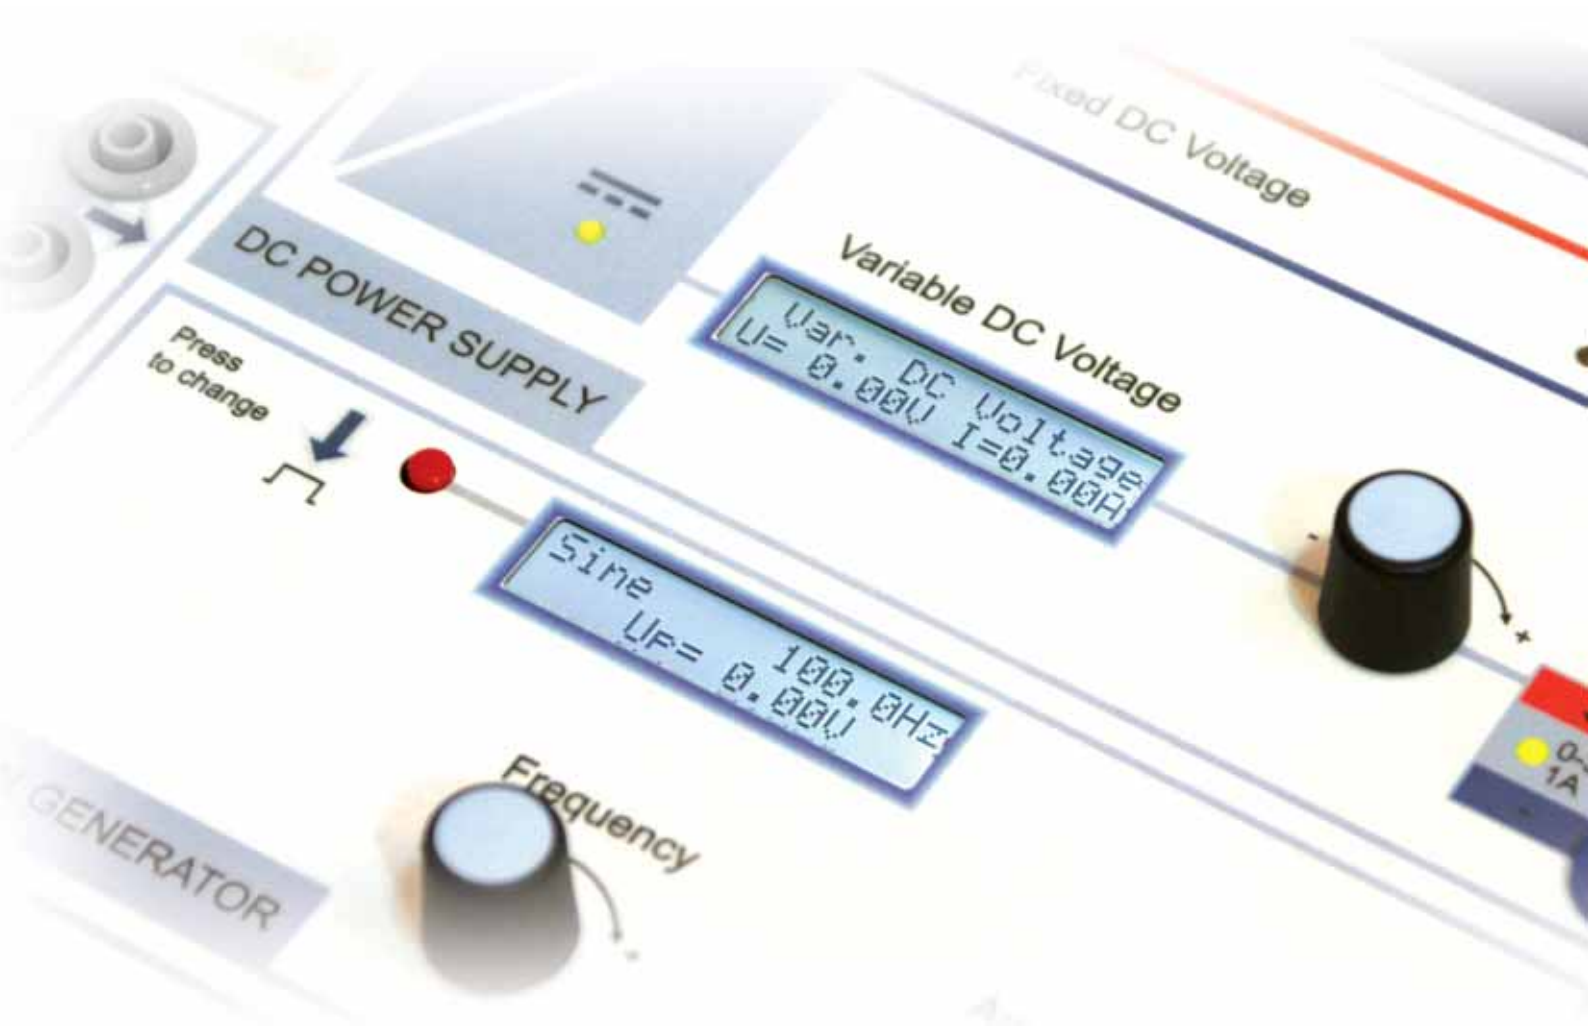 Fixed DC Voltage
Variable DC Voltage
DC POWER SUPPLY
Var. DC Voltage
U= 0.00V I=0.00A
-
+
Press
to change
Sine
100.0Hz
Up= 0.00V
1A
Frequency
GENERATOR